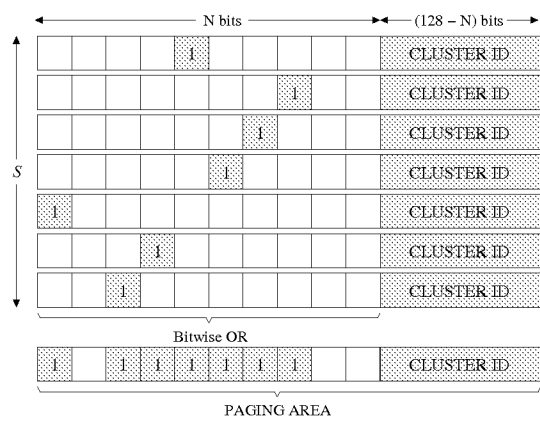 N bits (128 – N) bits
1 CLUSTER ID
1 CLUSTER ID
1 CLUSTER ID
S 1 CLUSTER ID
1 CLUSTER ID
1 CLUSTER ID
1 CLUSTER ID
Bitwise OR
1 1 1 1 1 1 1 CLUSTER ID
PAGING AREA